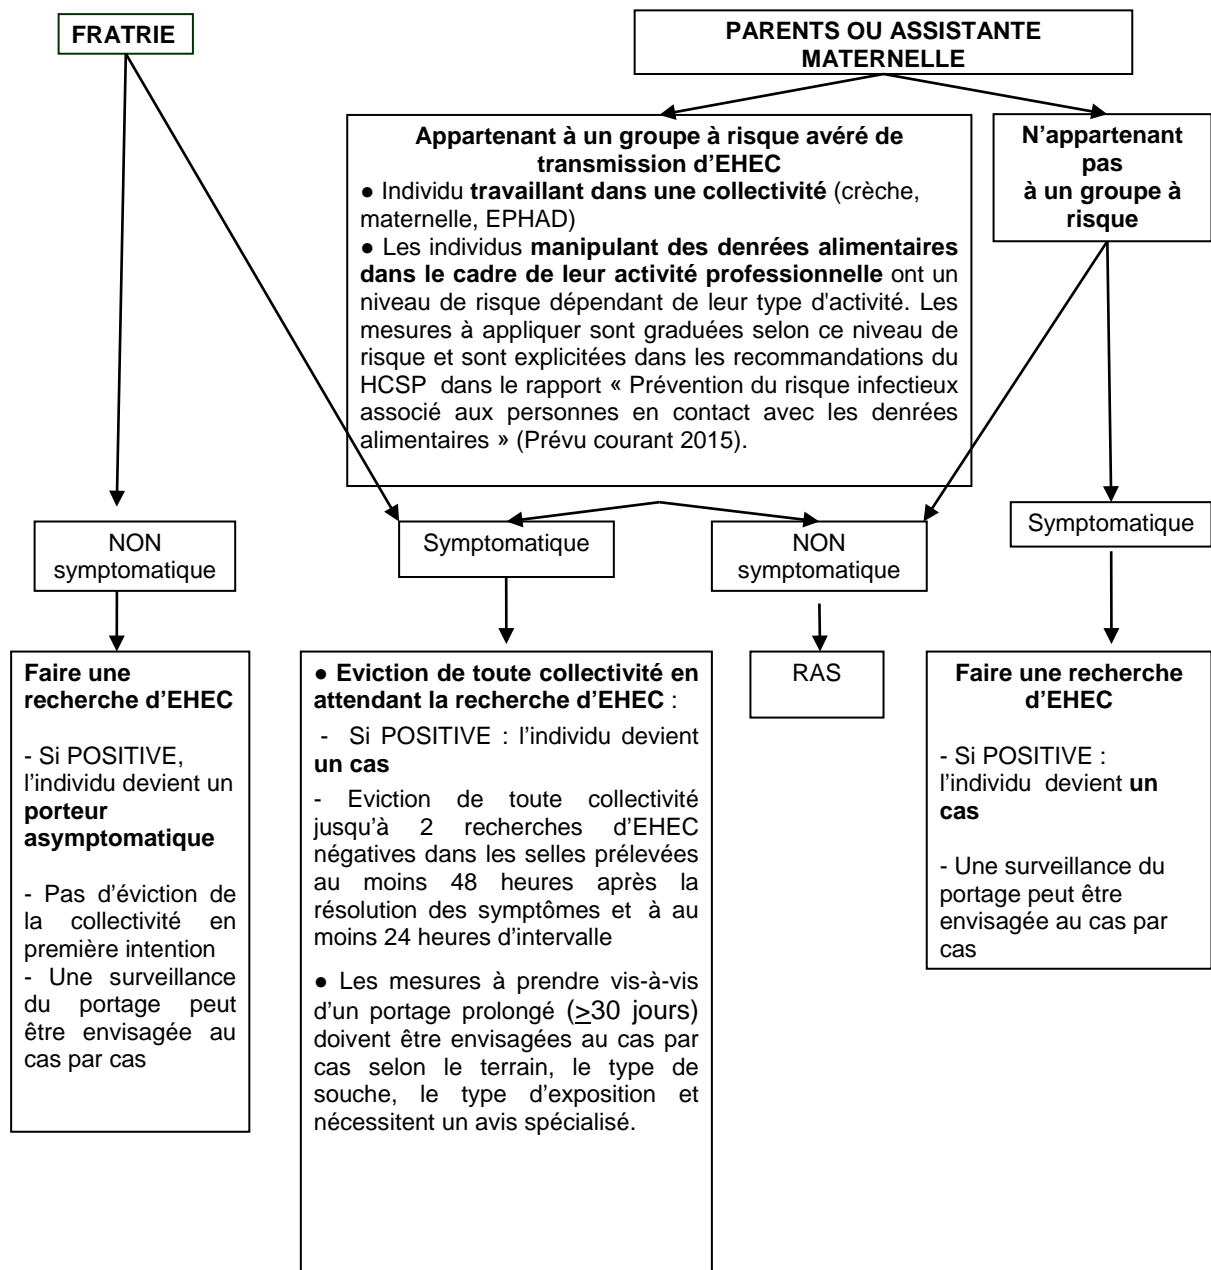 FRATRIE
PARENTS OU ASSISTANTE
MATERNELLE
Appartenant à un groupe à risque avéré de
transmission d’EHEC
● Individu travaillant dans une collectivité (crèche,
maternelle, EPHAD)
● Les individus manipulant des denrées alimentaires
dans le cadre de leur activité professionnelle ont un
niveau de risque dépendant de leur type d'activité. Les
mesures à appliquer sont graduées selon ce niveau de
risque et sont explicitées dans les recommandations du
HCSP dans le rapport « Prévention du risque infectieux
associé aux personnes en contact avec les denrées
alimentaires » (Prévu courant 2015).
N’appartenant
pas
à un groupe à
risque
NON
symptomatique
Symptomatique
NON
symptomatique
Symptomatique
Faire une
recherche d’EHEC
- Si POSITIVE,
l’individu devient un
porteur
asymptomatique
- Pas d’éviction de
la collectivité en
première intention
- Une surveillance
du portage peut
être envisagée au
cas par cas
● Eviction de toute collectivité en
attendant la recherche d’EHEC :
- Si POSITIVE : l’individu devient
un cas
- Eviction de toute collectivité
jusqu’à 2 recherches d’EHEC
négatives dans les selles prélevées
au moins 48 heures après la
résolution des symptômes et à au
moins 24 heures d’intervalle
● Les mesures à prendre vis-à-vis
d’un portage prolongé (>30 jours)
doivent être envisagées au cas par
cas selon le terrain, le type de
souche, le type d’exposition et
nécessitent un avis spécialisé.
RAS
Faire une recherche
d’EHEC
- Si POSITIVE :
l’individu devient un
cas
- Une surveillance du
portage peut être
envisagée au cas par
cas